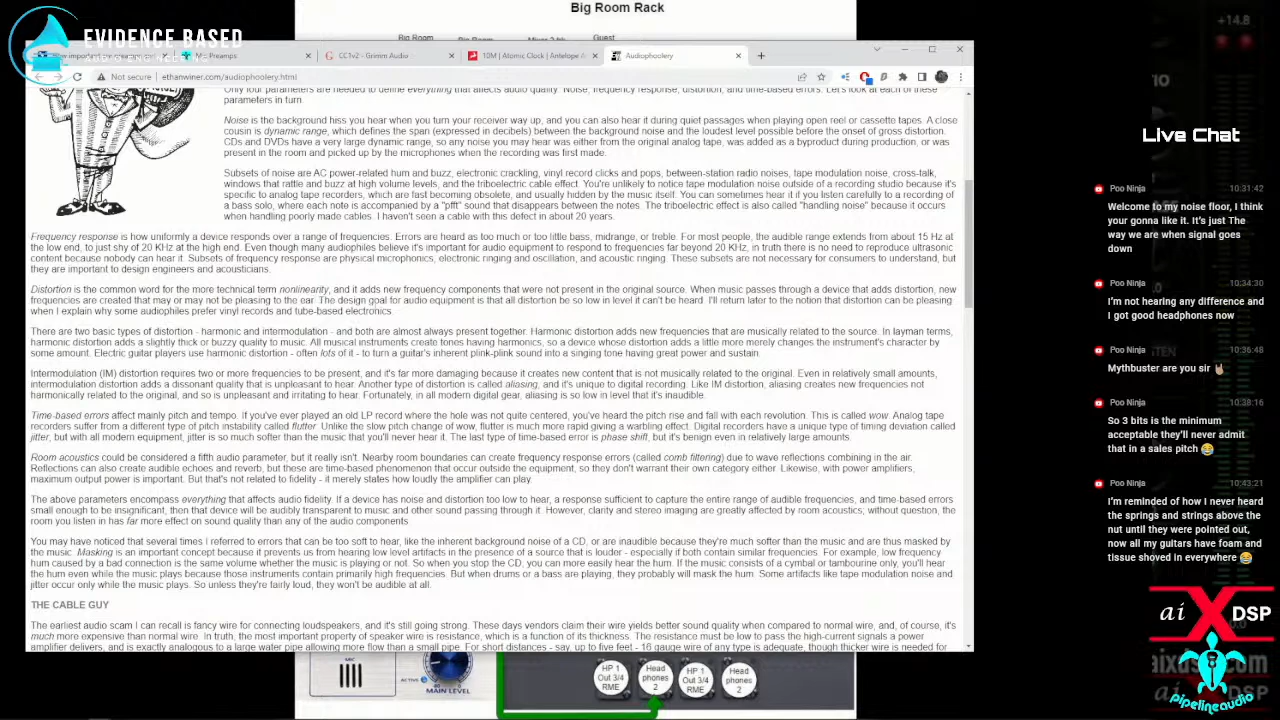 Big Room Rack
EVIDENCE BASED
Big Room
Guest
CC1v2 - Grimm Audio
10M | Atomic Clock | Antelope A
Audiophoolery
Not secure
ethanwiner.com/audiophoolery.html
Only four parameters are needed to define everything that affects audio quality: Noise, frequency response, distortion, and time-based errors. Let's look at each of these
parameters in turn.
Noise is the background hiss you hear when you turn your receiver way up, and you can also hear it during quiet passages when playing open reel or cassette tapes. A close
cousin is dynamic range, which defines the span (expressed in decibels) between the background noise and the loudest level possible before the onset of gross distortion.
CDs and DVDs have a very large dynamic range, so any noise you may hear was either from the original analog tape, was added as a byproduct during production, or was
present in the room and picked up by the microphones when the recording was first made.
Subsets of noise are AC power-related hum and buzz, electronic crackling, vinyl record clicks and pops, between-station radio noises, tape modulation noise, cross-talk,
windows that rattle and buzz at high volume levels, and the triboelectric cable effect. You're unlikely to notice tape modulation noise outside of a recording studio because it's
specific to analog tape recorders, which are fast becoming obsolete, and usually hidden by the music itself. You can sometimes hear it if you listen carefully to a recording of
a bass solo, where each note is accompanied by a "pfft" sound that disappears between the notes. The triboelectric effect is also called "handling noise" because it occurs
when handling poorly made cables. I haven't seen a cable with this defect in about 20 years.
Frequency response is how uniformly a device responds over a range of frequencies. Errors are heard as too much or too little bass, midrange, or treble. For most people, the audible range extends from about 15 Hz at
the low end, to just shy of 20 KHz at the high end. Even though many audiophiles believe it's important for audio equipment to respond to frequencies far beyond 20 KHz, in truth there is no need to reproduce ultrasonic
content because nobody can hear it. Subsets of frequency response are physical microphonics, electronic ringing and oscillation, and acoustic ringing. These subsets are not necessary for consumers to understand, but
they are important to design engineers and acousticians.
Distortion is the common word for the more technical term nonlinearity, and it adds new frequency components that were not present in the original source. When music passes through a device that adds distortion, new
frequencies are created that may or may not be pleasing to the ear. The design goal for audio equipment is that all distortion be so low in level it can't be heard. I'll return later to the notion that distortion can be pleasing
when I explain why some audiophiles prefer vinyl records and tube-based electronics.
There are two basic types of distortion - harmonic and intermodulation - and both are almost always present together. Harmonic distortion adds new frequencies that are musically related to the source. In layman terms,
harmonic distortion adds a slightly thick or buzzy quality to music. All musical instruments create tones having harmonics, so a device whose distortion adds a little more merely changes the instrument's character by
some amount. Electric guitar players use harmonic distortion - often lots of it - to turn a guitar's inherent plink-plink sound into a singing tone having great power and sustain.
Intermodulation (IM) distortion requires two or more frequencies to be present, and it's far more damaging because it creates new content that is not musically related to the original. Even in relatively small amounts,
intermodulation distortion adds a dissonant quality that is unpleasant to hear. Another type of distortion is called aliasing, and it's unique to digital recording. Like IM distortion, aliasing creates new frequencies not
harmonically related to the original, and so is unpleasant and irritating to hear. Fortunately, in all modern digital gear, aliasing is so low in level that it's inaudible.
Time-based errors affect mainly pitch and tempo. If you've ever played an old LP record where the hole was not quite centered, you've heard the pitch rise and fall with each revolution. This is called wow. Analog tape
recorders suffer from a different type of pitch instability called flutter. Unlike the slow pitch change of wow, flutter is much more rapid giving a warbling effect. Digital recorders have a unique type of timing deviation called
jitter, but with all modern equipment, jitter is so much softer than the music that you'll never hear it. The last type of time-based error is phase shift, but it's benign even in relatively large amounts.
Room acoustics could be considered a fifth audio parameter, but it really isn't. Nearby room boundaries can create frequency response errors (called comb filtering) due to wave reflections combining in the air.
Reflections can also create audible echoes and reverb, but these are time-based phenomenon that occur outside the equipment, so they don't warrant their own category either. Likewise, with power amplifiers,
maximum output power is important. But that's not related to fidelity - it merely states how loudly the amplifier can play.
The above parameters encompass everything that affects audio fidelity. If a device has noise and distortion too low to hear, a response sufficient to capture the entire range of audible frequencies, and time-based errors
small enough to be insignificant, then that device will be audibly transparent to music and other sound passing through it. However, clarity and stereo imaging are greatly affected by room acoustics; without question, the
room you listen in has far more effect on sound quality than any of the audio components
You may have noticed that several times I referred to errors that can be too soft to hear, like the inherent background noise of a CD, or are inaudible because they're much softer than the music and are thus masked by
the music. Masking is an important concept because it prevents us from hearing low level artifacts in the presence of a source that is louder - especially if both contain similar frequencies. For example, low frequency
hum caused by a bad connection is the same volume whether the music is playing or not. So when you stop the CD, you can more easily hear the hum. If the music consists of a cymbal or tambourine only, you'll hear
the hum even while the music plays because those instruments contain primarily high frequencies. But when drums or a bass are playing, they probably will mask the hum. Some artifacts like tape modulation noise and
jitter occur only while the music plays. So unless they're fairly loud, they won't be audible at all.
THE CABLE GUY
The earliest audio scam I can recall is fancy wire for connecting loudspeakers, and it's still going strong. These days vendors claim their wire yields better sound quality when compared to normal wire, and, of course, it's
much more expensive than normal wire. In truth, the most important property of speaker wire is resistance, which is a function of its thickness. The resistance must be low to pass the high-current signals a power
amplifier delivers, and is exactly analogous to a large water pipe allowing more flow than a small pipe. For short distances - say, up to five feet - 16 gauge wire of any type is adequate, though thicker wire is needed for
MIC
ACTIVE
MAIN LEVEL
HP 1
Out 3/4
RME
Head
phones
2
HP 1
Out 3/4
RME
Head
phones
2
+14.8
Live Chat
Poo Ninja 10:31:42
Welcome to my noise floor, I think
your gonna like it. It's just The
way we are when signal goes
down
Poo Ninja 10:34:30
I'm not hearing any difference and
I got good headphones now
Poo Ninja 10:36:48
Mythbuster are you sir 🤘🏼
Poo Ninja 10:38:16
So 3 bits is the minimum
acceptable they'll never admit
that in a sales pitch 😂
Poo Ninja 10:43:21
I'm reminded of how I never heard
the springs and strings above the
nut until they were pointed out,
now all my guitars have foam and
tissue shoved in everywhere 😂
ai X DSP
pipelineaudio